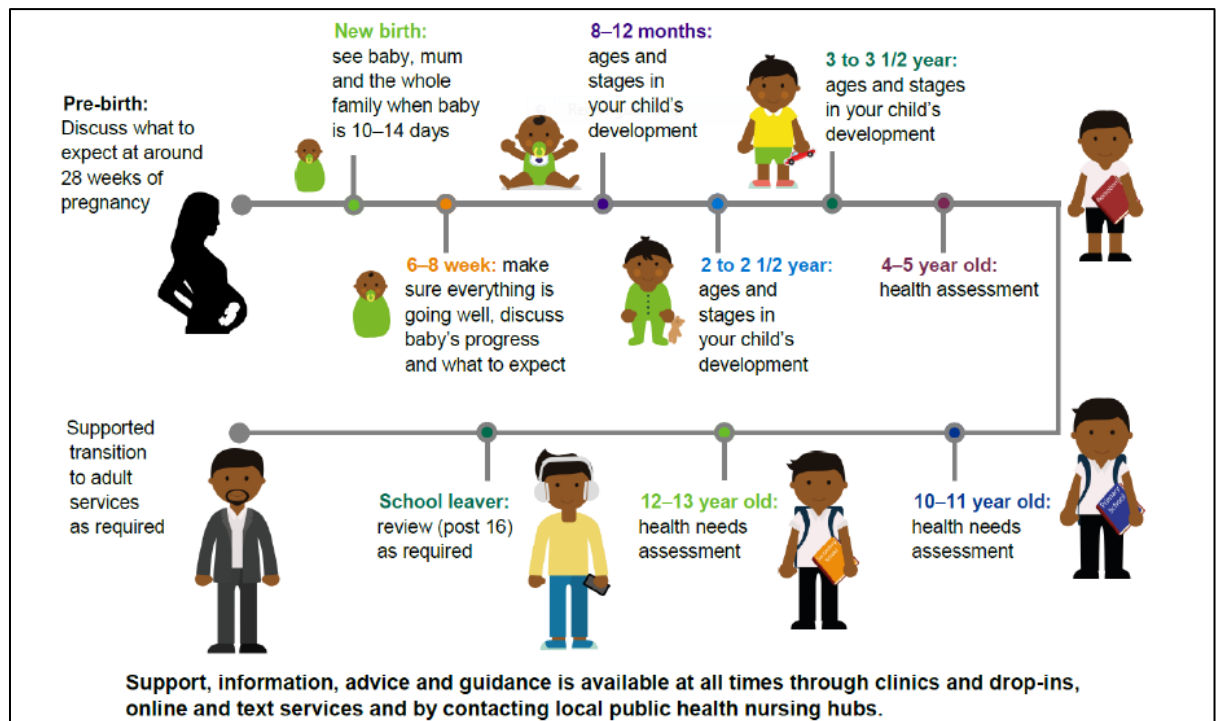 Pre-birth:
Discuss what to
expect at around
28 weeks of
pregnancy
New birth:
see baby, mum
and the whole
family when baby
is 10–14 days
6–8 week: make
sure everything is
going well, discuss
baby's progress
and what to expect
8–12 months:
ages and
stages in
your child's
development
2 to 2 1/2 year:
ages and
stages in
your child's
development
3 to 3 1/2 year:
ages and stages
in your child's
development
4–5 year old:
health assessment
10–11 year old:
health needs
assessment
Primary
School
12–13 year old:
health needs
assessment
School leaver:
review (post 16)
as required
Supported
transition
to adult
services
as required
Support, information, advice and guidance is available at all times through clinics and drop-ins,
online and text services and by contacting local public health nursing hubs.